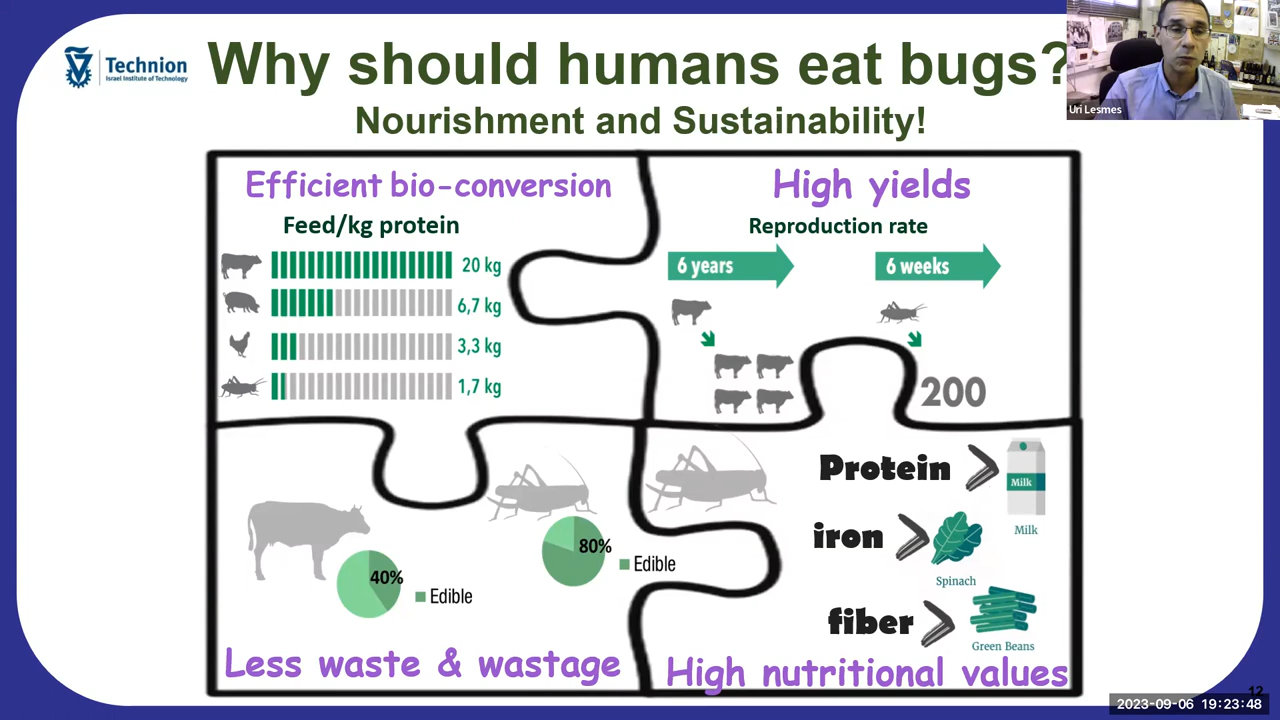 Technion
Israel Institute of Technology
Why should humans eat bugs?
Nourishment and Sustainability!
Uri Lesmes
Efficient bio-conversion
Feed/kg protein
20 kg
6,7 kg
3,3 kg
1,7 kg
High yields
Reproduction rate
6 years
6 weeks
200
40%
Edible
80%
Edible
Less waste & wastage
Protein
Milk
Milk
iron
Spinach
fiber
Green Beans
High nutritional values
12
2023-09-06 19:23:48